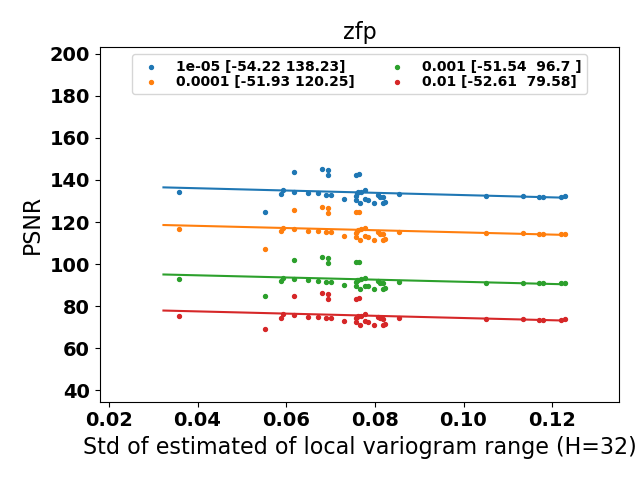 zfp
1e-05 [-54.22 138.23]
0.0001 [-51.93 120.25]
0.001 [-51.54  96.7 ]
0.01 [-52.61  79.58]
200
180
160
140
120
100
80
60
40
PSNR
0.02 0.04 0.06 0.08 0.10 0.12
Std of estimated of local variogram range (H=32)